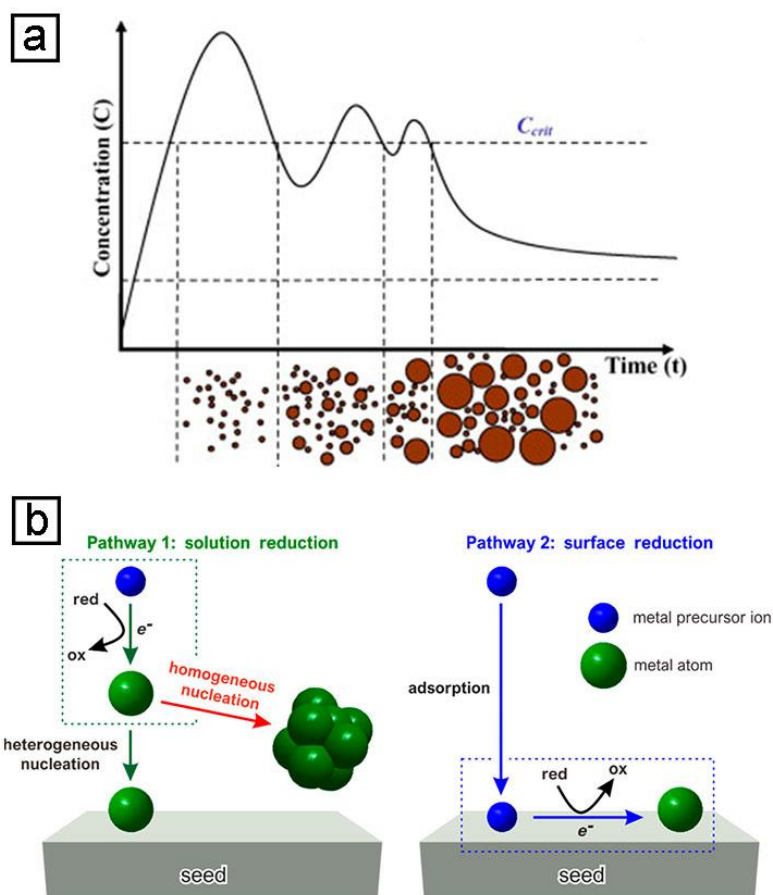 a
Concentration (C)
C_crit
Time (t)
b
Pathway 1: solution reduction
red
e-
ox
homogeneous
nucleation
heterogeneous
nucleation
seed
Pathway 2: surface reduction
metal precursor ion
metal atom
adsorption
red
ox
e-
seed